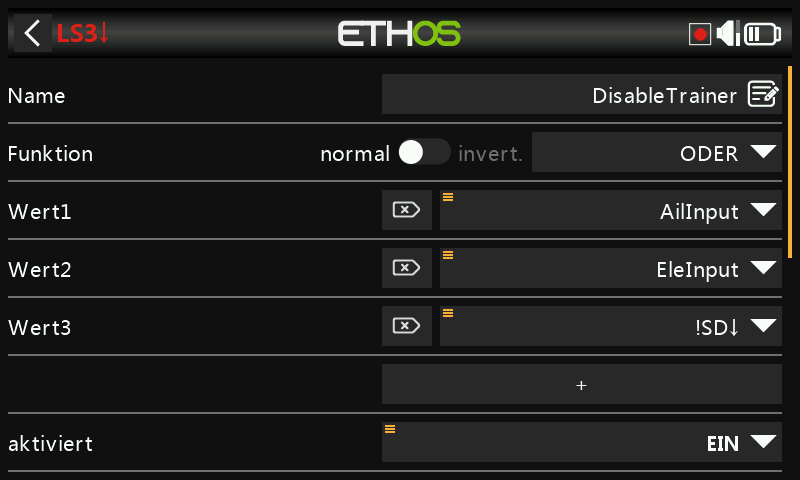 LS3↓ ETHOS
Name DisableTrainer
Funktion normal invert. ODER
Wert1 AilInput
Wert2 EleInput
Wert3 !SD↓
+
aktiviert EIN